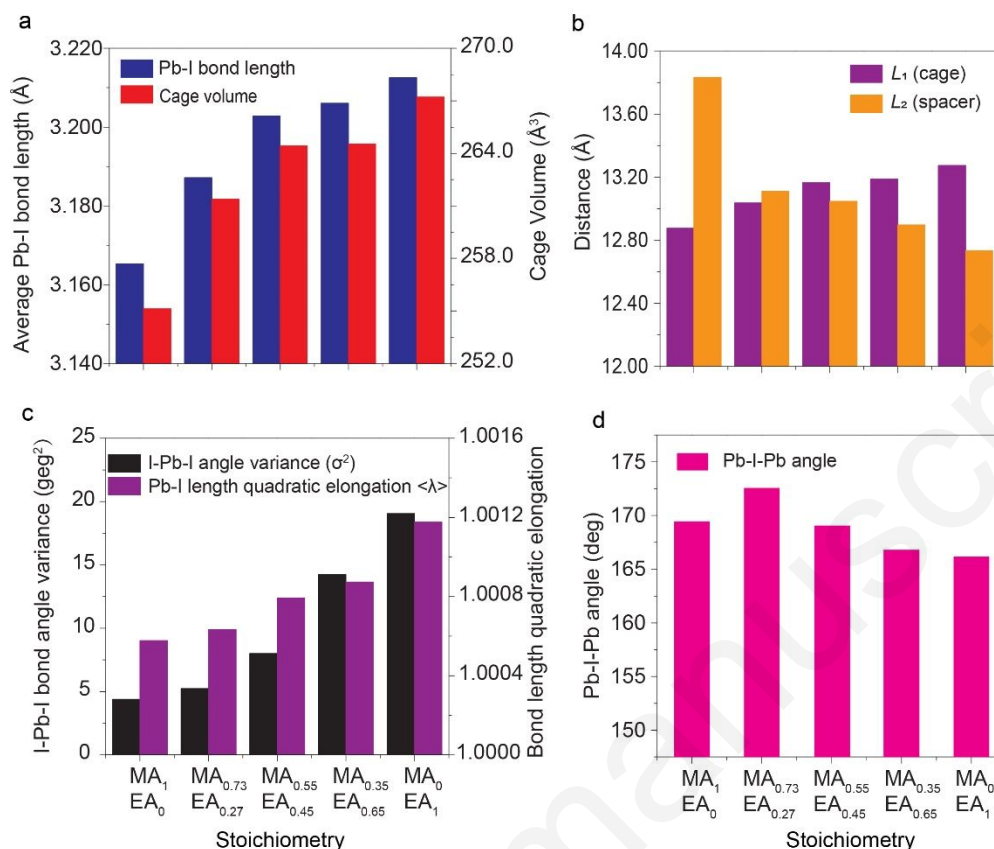 a
3.220
3.200
3.180
3.160
3.140
Average Pb-I bond length (Å)
Pb-I bond length
Cage volume
270.0
264.0
258.0
252.0
Cage Volume (Å³)
b
14.00
13.60
13.20
12.80
12.40
12.00
Distance (Å)
L₁ (cage)
L₂ (spacer)
c
25
20
15
10
5
0
I-Pb-I bond angle variance (geg²)
I-Pb-I angle variance (σ²)
Pb-I length quadratic elongation <λ>
1.0016
1.0012
1.0008
1.0004
1.0000
Bond length quadratic elongation
MA₁ MA₀.₇₃ MA₀.₅₅ MA₀.₃₅ MA₀
EA₀ EA₀.₂₇ EA₀.₄₅ EA₀.₆₅ EA₁
Stoichiometry
d
175
170
165
160
155
150
Pb-I-Pb angle (deg)
Pb-I-Pb angle
MA₁ MA₀.₇₃ MA₀.₅₅ MA₀.₃₅ MA₀
EA₀ EA₀.₂₇ EA₀.₄₅ EA₀.₆₅ EA₁
Stoichiometry
manuscri